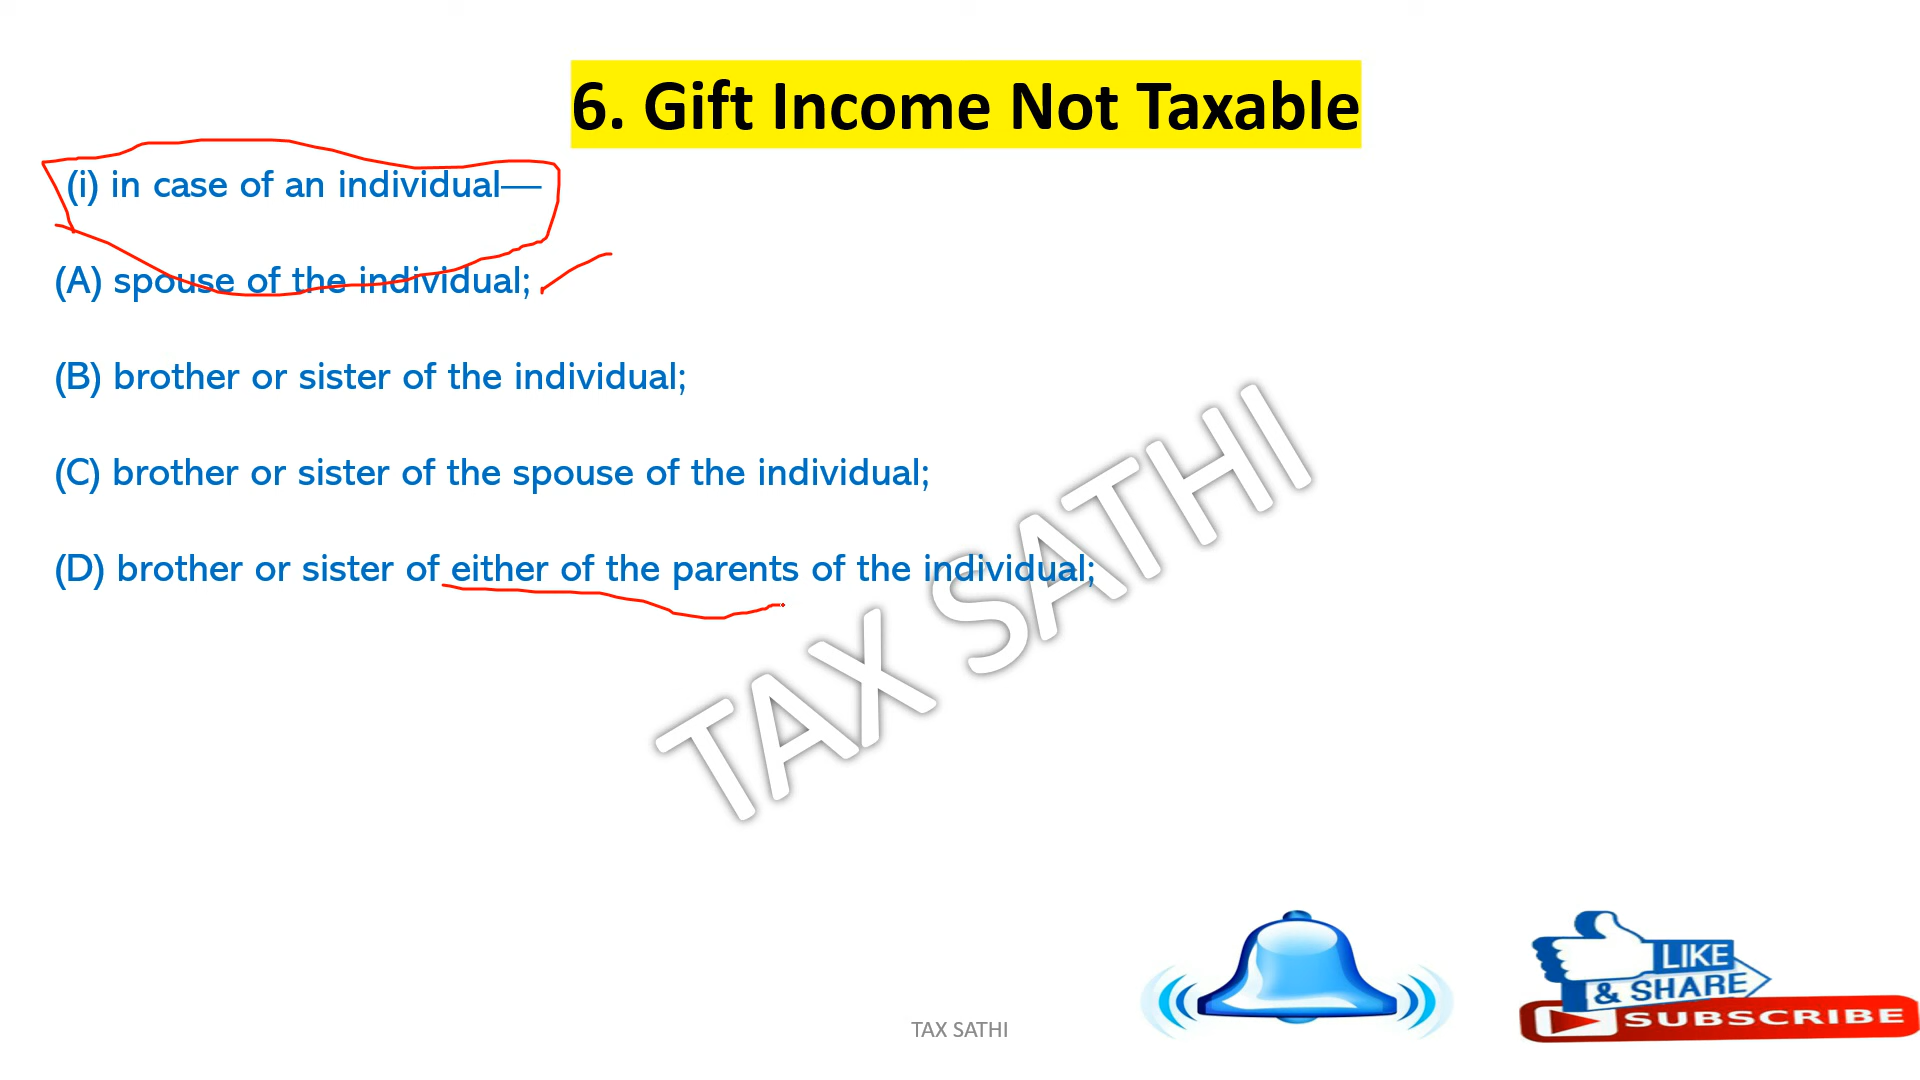 6. Gift Income Not Taxable
(i) in case of an individual—
(A) spouse of the individual;
(B) brother or sister of the individual;
(C) brother or sister of the spouse of the individual;
(D) brother or sister of either of the parents of the individual;
TAX SATHI
LIKE
& SHARE
SUBSCRIBE
TAX SATHI